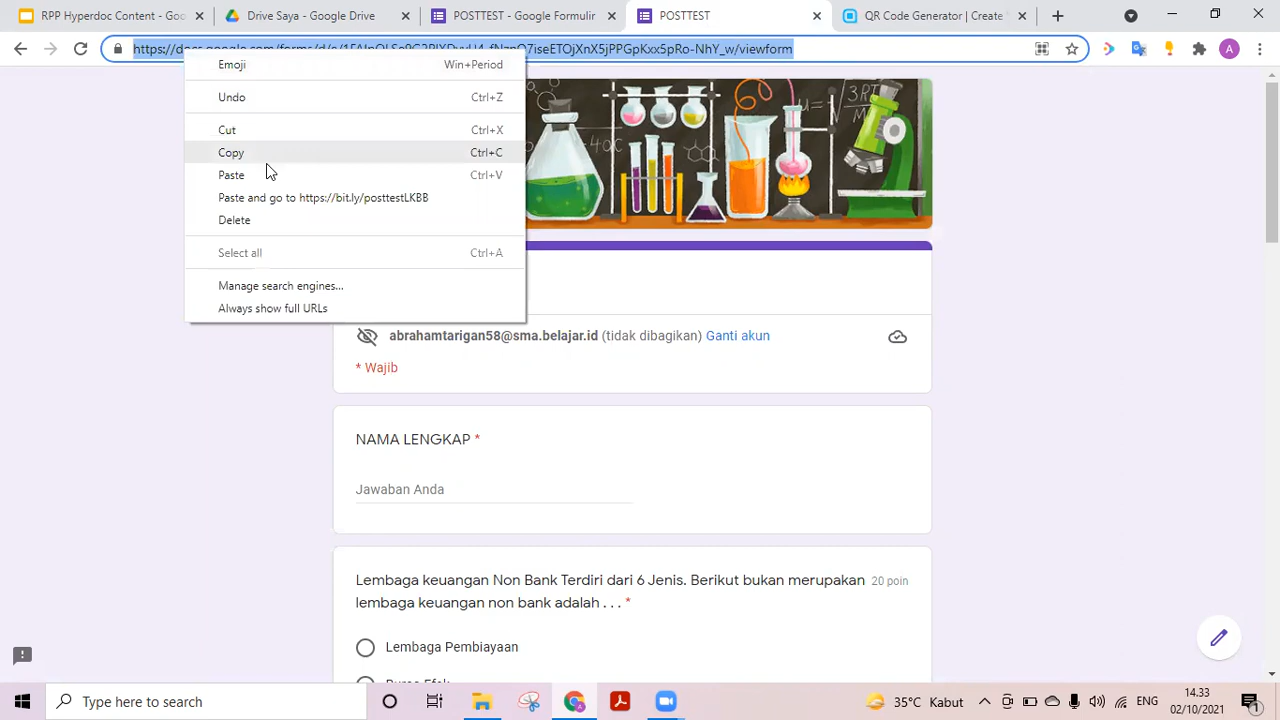 RPP Hyperdoc Content - Goo
Drive Saya - Google Drive
POSTTEST - Google Formulir
POSTTEST
QR Code Generator | Create
Emoji Win+Period
Undo Ctrl+Z
Cut Ctrl+X
Copy Ctrl+C
Paste Ctrl+V
Paste and go to https://bit.ly/posttestLKBB
Delete
Select all Ctrl+A
Manage search engines...
Always show full URLs
abrahamtarigan58@sma.belajar.id (tidak dibagikan) Ganti akun
* Wajib
NAMA LENGKAP *
Jawaban Anda
Lembaga keuangan Non Bank Terdiri dari 6 Jenis. Berikut bukan merupakan 20 poin
lembaga keuangan non bank adalah . . . *
Lembaga Pembiayaan
Type here to search
35°C Kabut
ENG
14.33
02/10/2021